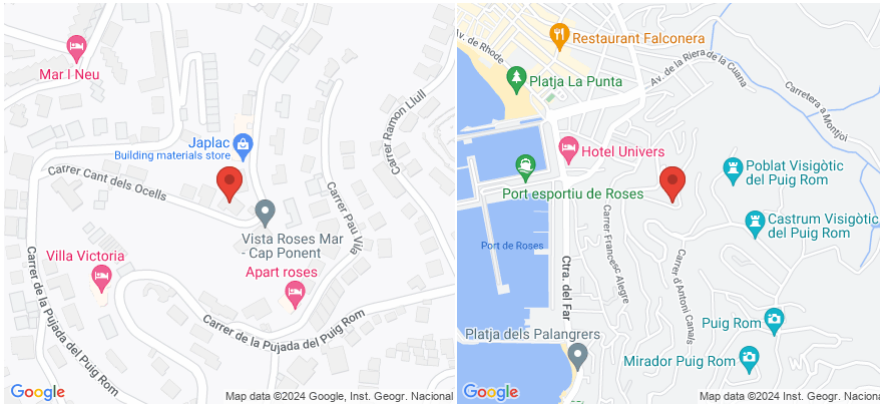 Mar I Neu
Japlac
Building materials store
Carrer Cant dels Ocells
Carrer Ramon Llull
Carrer Pau Vila
Vista Roses Mar
- Cap Ponent
Villa Victoria
Apart roses
Carrer de la Pujada del Puig Rom
Carrer de la Pujada del Puig Rom
Google
Map data ©2024 Google, Inst. Geogr. Nacional
Restaurant Falconera
Av. de Rhode
Platja La Punta
Av. de la Riera de la Cuana
Carretera a Montjoi
Hotel Univers
Poblat Visigòtic
del Puig Rom
Port esportiu de Roses
Castrum Visigòtic
del Puig Rom
Port de Roses
Carrer Francesc Alegre
Ctra. del Far
Carrer d'Antoni Canals
Puig Rom
Platja dels Palangrers
Mirador Puig Rom
Google
Map data ©2024 Google, Inst. Geogr. Nacional